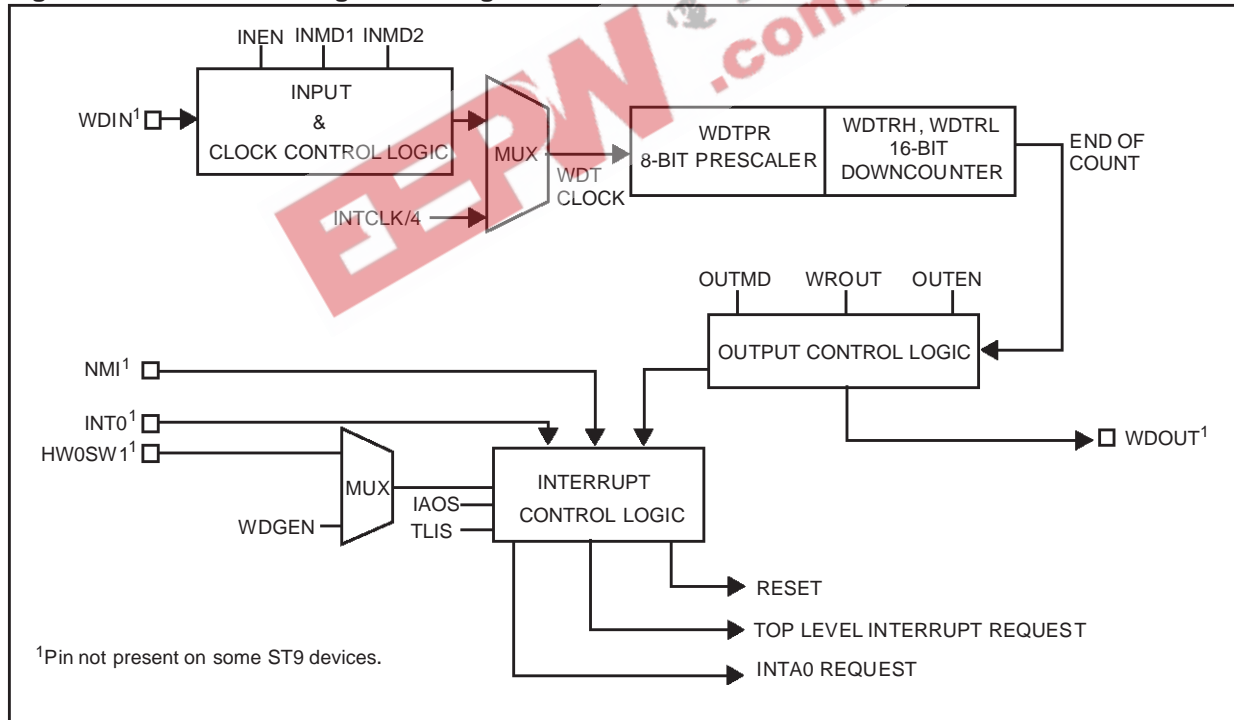 INEN INMD1 INMD2
INPUT
&
CLOCK CONTROL LOGIC
WDIN¹
MUX
INTCLK/4
WDT
CLOCK
WDTPR
8-BIT PRESCALER
WDTRH, WDTRL
16-BIT
DOWNCOUNTER
END OF
COUNT
OUTMD WROUT OUTEN
OUTPUT CONTROL LOGIC
NMI¹
INT0¹
HW0SW1¹
MUX
WDGEN
IAOS
TLIS
INTERRUPT
CONTROL LOGIC
WDOUT¹
RESET
TOP LEVEL INTERRUPT REQUEST
INTA0 REQUEST
¹Pin not present on some ST9 devices.
EEPW
.com